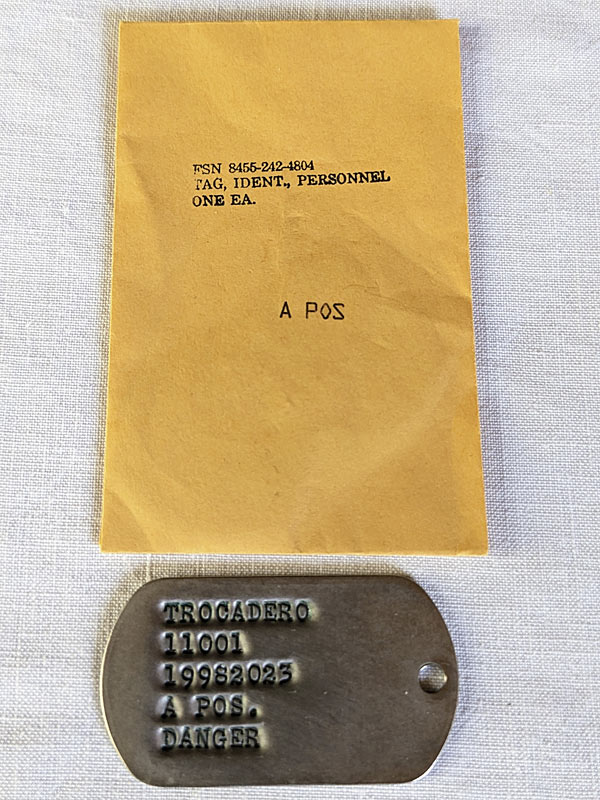 FSN 8455-242-4804
TAG, IDENT., PERSONNEL
ONE EA.
A POS
TROCADERO
11001
19982023
A POS.
DANGER